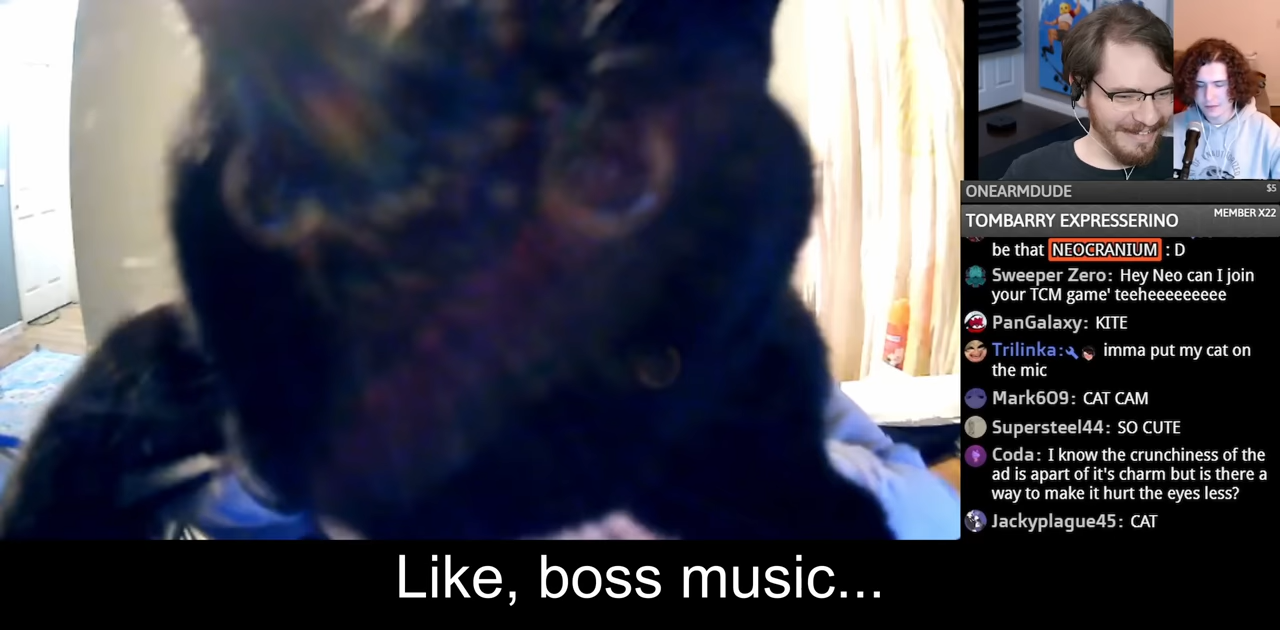 ONEARMDUDE
$5
TOMBARRY EXPRESSERINO
MEMBER X22
be that NEOCRANIUM : D
Sweeper Zero: Hey Neo can I join
your TCM game' teeheeeeeeeee
PanGalaxy: KITE
Trilinka: imma put my cat on
the mic
Mark609: CAT CAM
Supersteel44: SO CUTE
Coda: I know the crunchiness of the
ad is apart of it's charm but is there a
way to make it hurt the eyes less?
Jackyplague45: CAT
Like, boss music...